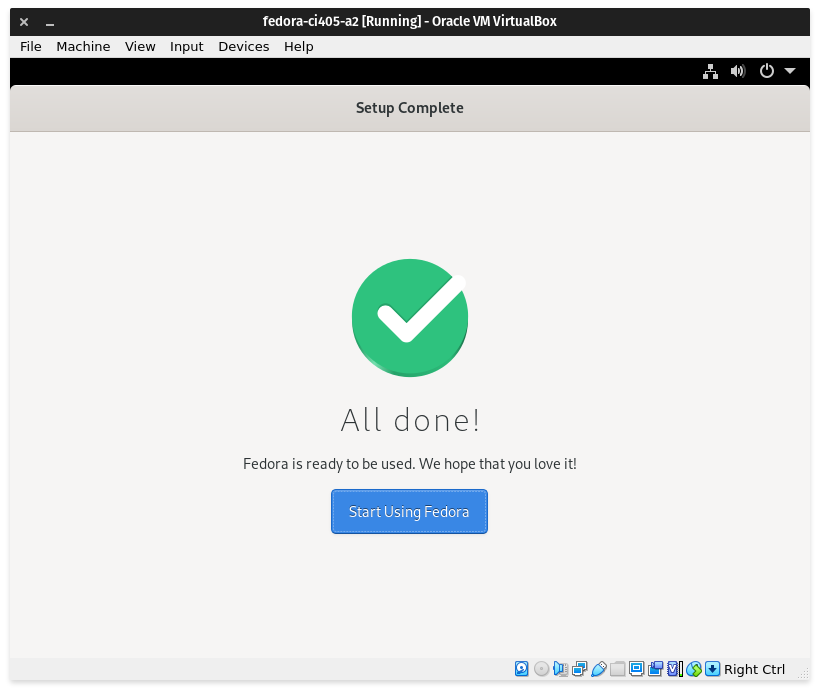 fedora-ci405-a2 [Running] - Oracle VM VirtualBox
File Machine View Input Devices Help
Setup Complete
All done!
Fedora is ready to be used. We hope that you love it!
Start Using Fedora
Right Ctrl